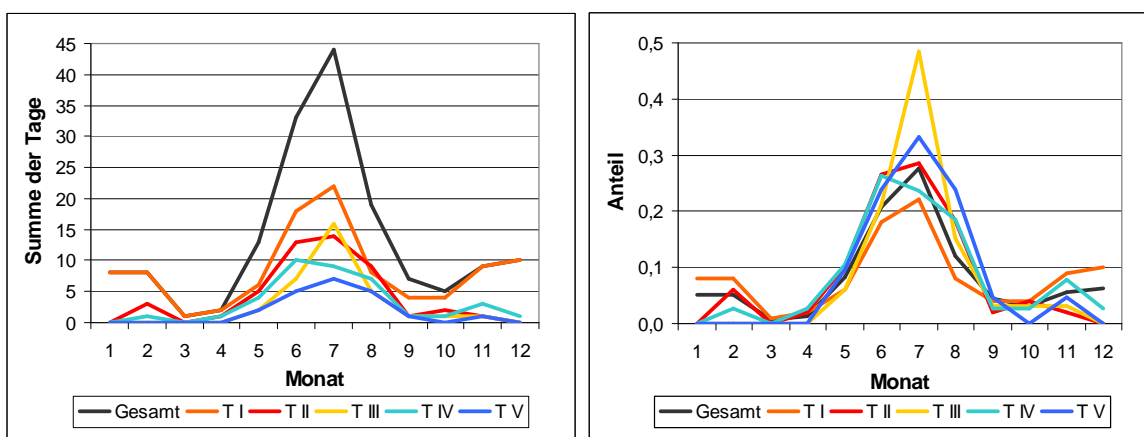 Summe der Tage
45
40
35
30
25
20
15
10
5
0
1 2 3 4 5 6 7 8 9 10 11 12
Monat
Gesamt T I T II T III T IV T V
Anteil
0,5
0,4
0,3
0,2
0,1
0,0
1 2 3 4 5 6 7 8 9 10 11 12
Monat
Gesamt T I T II T III T IV T V